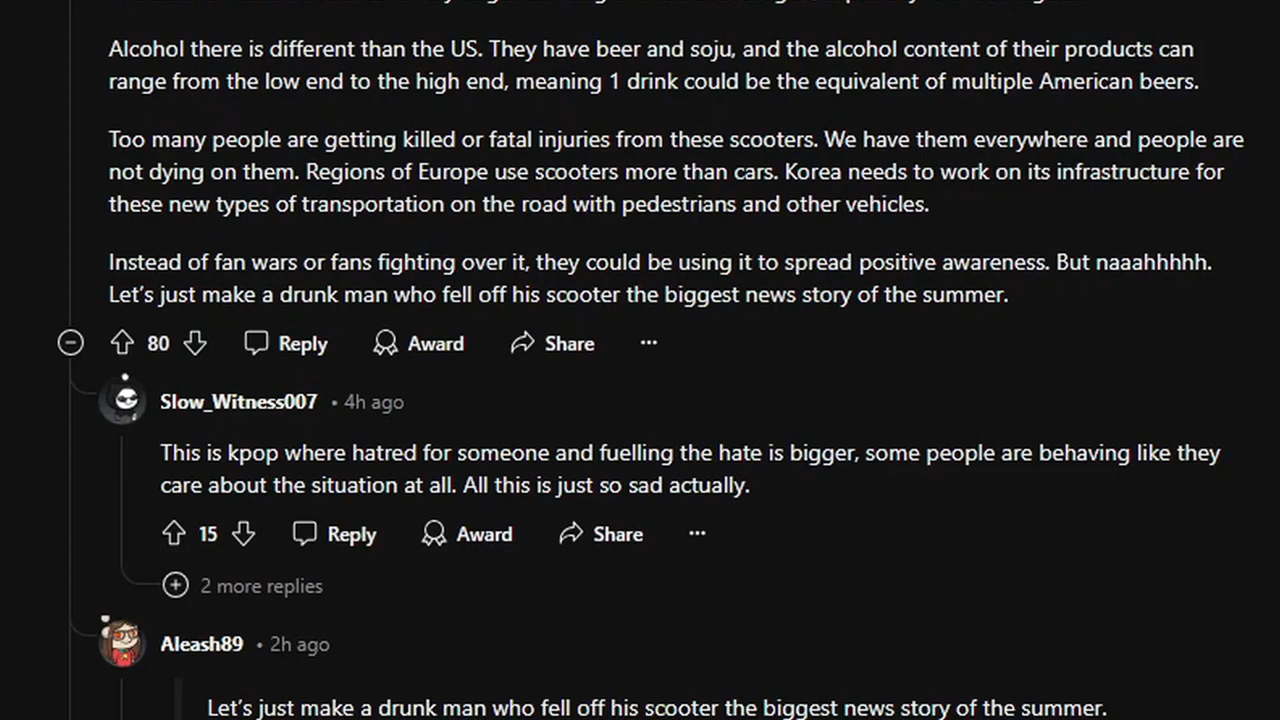 Alcohol there is different than the US. They have beer and soju, and the alcohol content of their products can
range from the low end to the high end, meaning 1 drink could be the equivalent of multiple American beers.
Too many people are getting killed or fatal injuries from these scooters. We have them everywhere and people are
not dying on them. Regions of Europe use scooters more than cars. Korea needs to work on its infrastructure for
these new types of transportation on the road with pedestrians and other vehicles.
Instead of fan wars or fans fighting over it, they could be using it to spread positive awareness. But naaahhhhh.
Let's just make a drunk man who fell off his scooter the biggest news story of the summer.
80 Reply Award Share
Slow_Witness007 • 4h ago
This is kpop where hatred for someone and fuelling the hate is bigger, some people are behaving like they
care about the situation at all. All this is just so sad actually.
15 Reply Award Share
2 more replies
Aleash89 • 2h ago
Let's just make a drunk man who fell off his scooter the biggest news story of the summer.